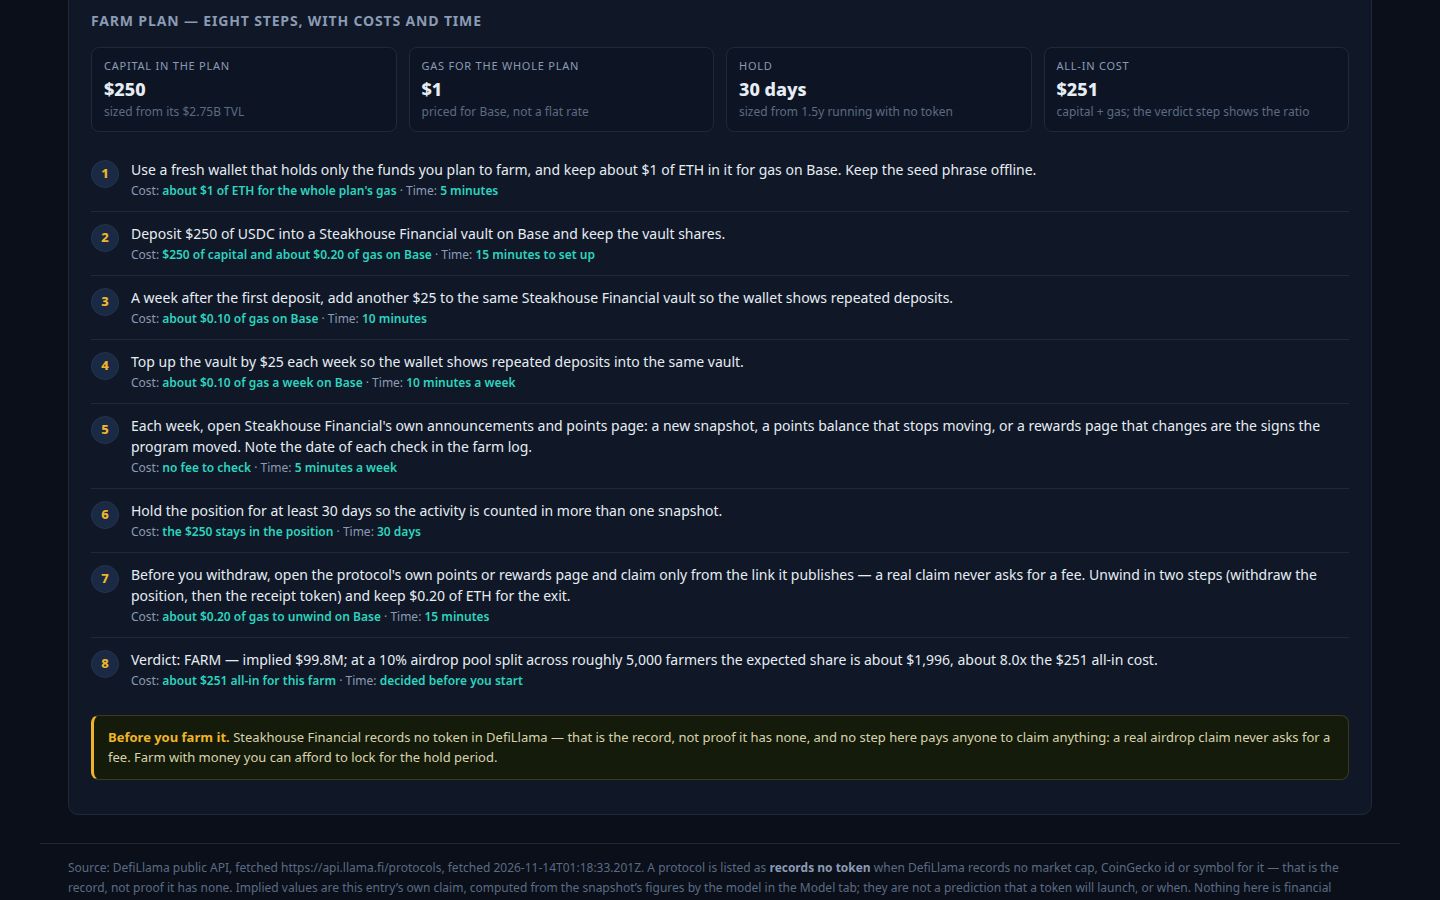 FARM PLAN — EIGHT STEPS, WITH COSTS AND TIME
CAPITAL IN THE PLAN
$250
sized from its $2.75B TVL
GAS FOR THE WHOLE PLAN
$1
priced for Base, not a flat rate
HOLD
30 days
sized from 1.5y running with no token
ALL-IN COST
$251
capital + gas; the verdict step shows the ratio
1
Use a fresh wallet that holds only the funds you plan to farm, and keep about $1 of ETH in it for gas on Base. Keep the seed phrase offline.
Cost: about $1 of ETH for the whole plan's gas · Time: 5 minutes
2
Deposit $250 of USDC into a Steakhouse Financial vault on Base and keep the vault shares.
Cost: $250 of capital and about $0.20 of gas on Base · Time: 15 minutes to set up
3
A week after the first deposit, add another $25 to the same Steakhouse Financial vault so the wallet shows repeated deposits.
Cost: about $0.10 of gas on Base · Time: 10 minutes
4
Top up the vault by $25 each week so the wallet shows repeated deposits into the same vault.
Cost: about $0.10 of gas a week on Base · Time: 10 minutes a week
5
Each week, open Steakhouse Financial's own announcements and points page: a new snapshot, a points balance that stops moving, or a rewards page that changes are the signs the
program moved. Note the date of each check in the farm log.
Cost: no fee to check · Time: 5 minutes a week
6
Hold the position for at least 30 days so the activity is counted in more than one snapshot.
Cost: the $250 stays in the position · Time: 30 days
7
Before you withdraw, open the protocol's own points or rewards page and claim only from the link it publishes — a real claim never asks for a fee. Unwind in two steps (withdraw the
position, then the receipt token) and keep $0.20 of ETH for the exit.
Cost: about $0.20 of gas to unwind on Base · Time: 15 minutes
8
Verdict: FARM — implied $99.8M; at a 10% airdrop pool split across roughly 5,000 farmers the expected share is about $1,996, about 8.0x the $251 all-in cost.
Cost: about $251 all-in for this farm · Time: decided before you start
Before you farm it. Steakhouse Financial records no token in DefiLlama — that is the record, not proof it has none, and no step here pays anyone to claim anything: a real airdrop claim never asks for a
fee. Farm with money you can afford to lock for the hold period.
Source: DefiLlama public API, fetched https://api.llama.fi/protocols, fetched 2026-11-14T01:18:33.201Z. A protocol is listed as records no token when DefiLlama records no market cap, CoinGecko id or symbol for it — that is the
record, not proof it has none. Implied values are this entry's own claim, computed from the snapshot's figures by the model in the Model tab; they are not a prediction that a token will launch, or when. Nothing here is financial